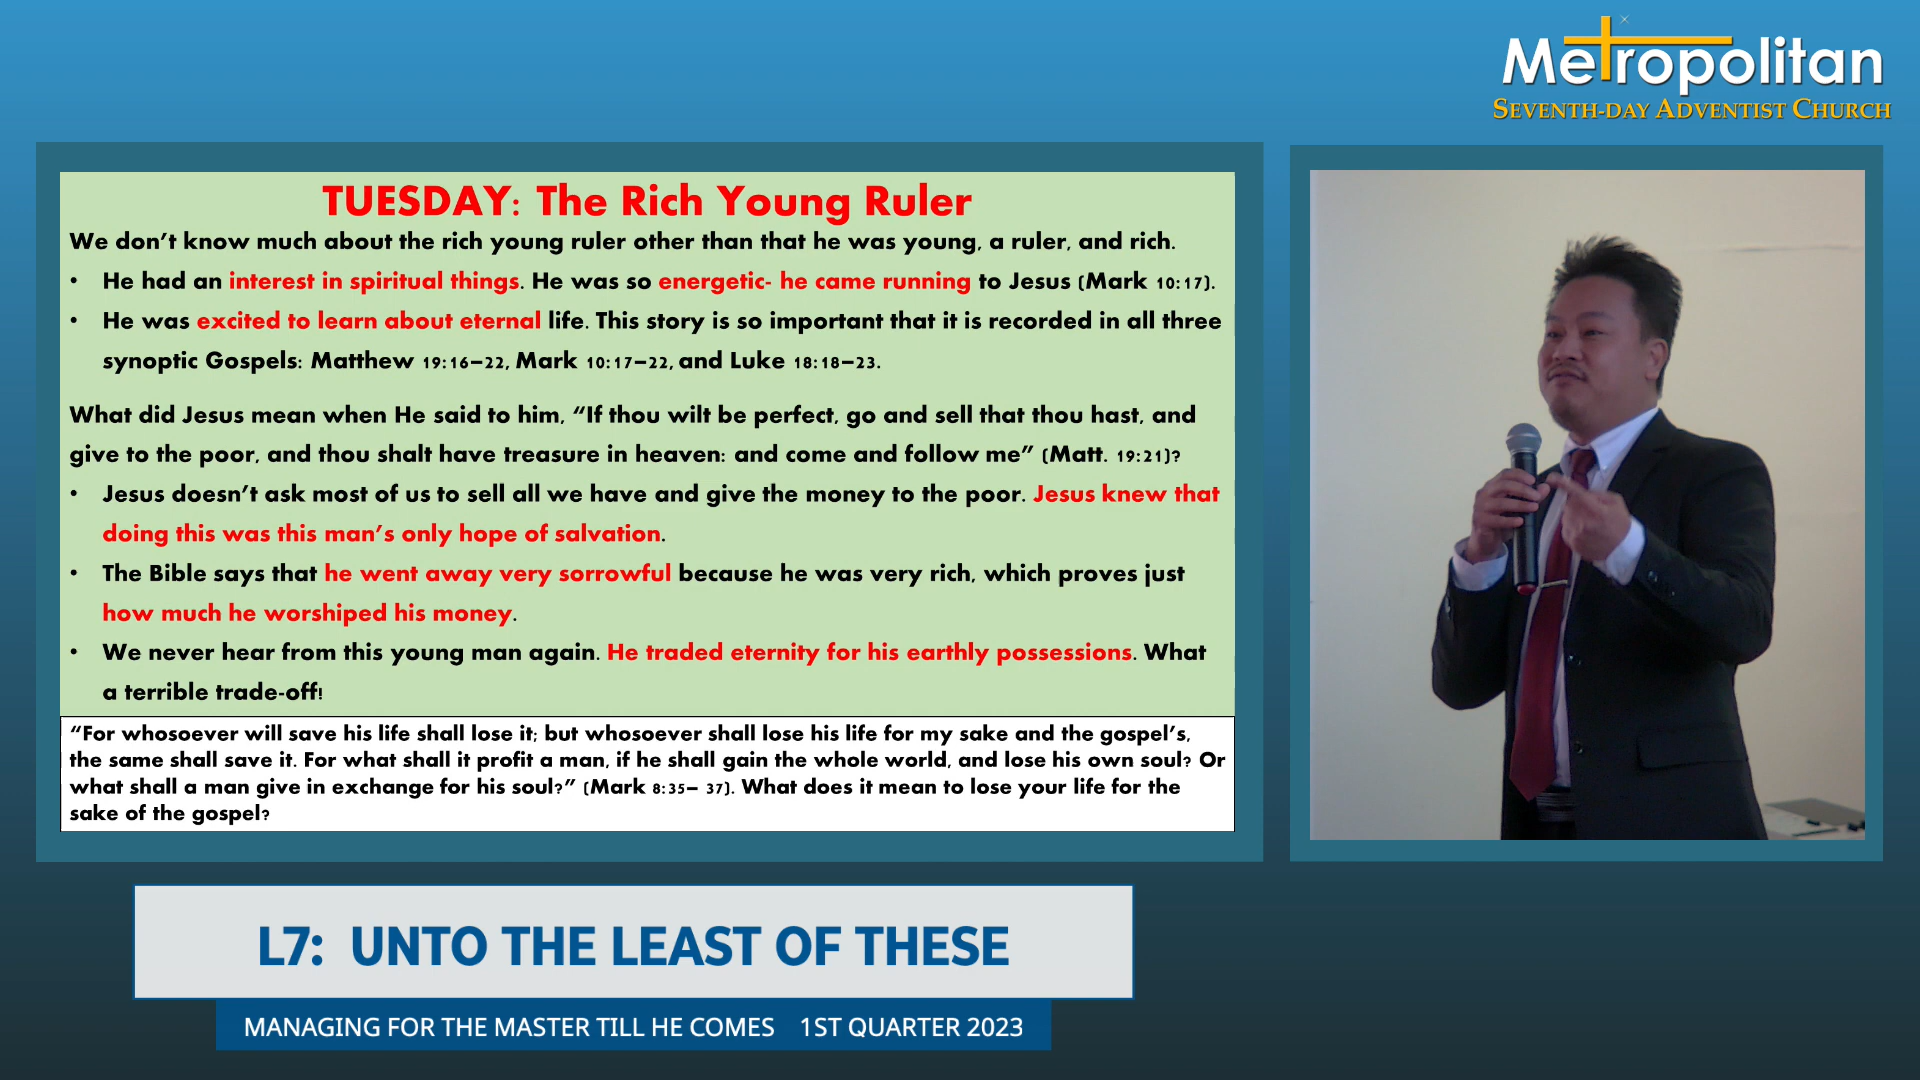 Metropolitan
SEVENTH-DAY ADVENTIST CHURCH
TUESDAY: The Rich Young Ruler
We don't know much about the rich young ruler other than that he was young, a ruler, and rich.
• He had an interest in spiritual things. He was so energetic- he came running to Jesus (Mark 10:17).
• He was excited to learn about eternal life. This story is so important that it is recorded in all three
synoptic Gospels: Matthew 19:16–22, Mark 10:17–22, and Luke 18:18–23.
What did Jesus mean when He said to him, “If thou wilt be perfect, go and sell that thou hast, and
give to the poor, and thou shalt have treasure in heaven: and come and follow me” (Matt. 19:21)?
• Jesus doesn't ask most of us to sell all we have and give the money to the poor. Jesus knew that
doing this was this man's only hope of salvation.
• The Bible says that he went away very sorrowful because he was very rich, which proves just
how much he worshiped his money.
• We never hear from this young man again. He traded eternity for his earthly possessions. What
a terrible trade-off!
“For whosoever will save his life shall lose it; but whosoever shall lose his life for my sake and the gospel's,
the same shall save it. For what shall it profit a man, if he shall gain the whole world, and lose his own soul? Or
what shall a man give in exchange for his soul?” (Mark 8:35– 37). What does it mean to lose your life for the
sake of the gospel?
L7: UNTO THE LEAST OF THESE
MANAGING FOR THE MASTER TILL HE COMES 1ST QUARTER 2023